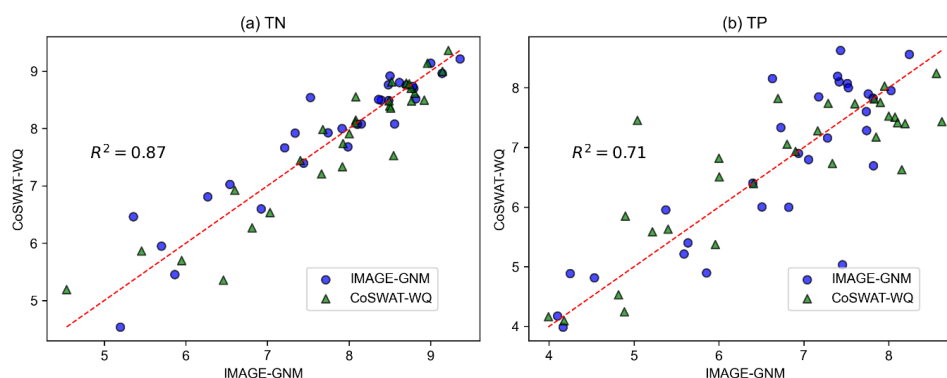 (a) TN
(b) TP
CoSWAT-WQ
9
8
7
6
5
R² = 0.87
IMAGE-GNM
CoSWAT-WQ
5
6
7
8
9
IMAGE-GNM
CoSWAT-WQ
8
7
6
5
4
R² = 0.71
IMAGE-GNM
CoSWAT-WQ
4
5
6
7
8
IMAGE-GNM